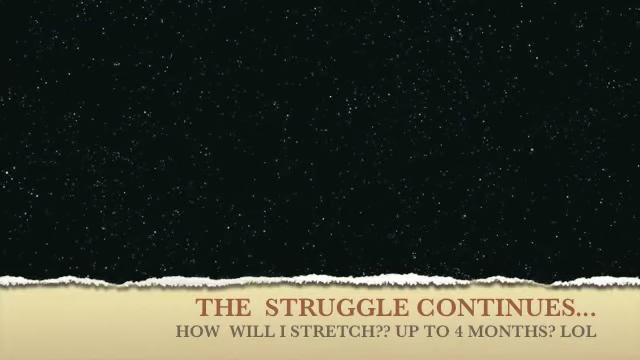 THE  STRUGGLE CONTINUES...
HOW  WILL I STRETCH?? UP TO 4 MONTHS? LOL